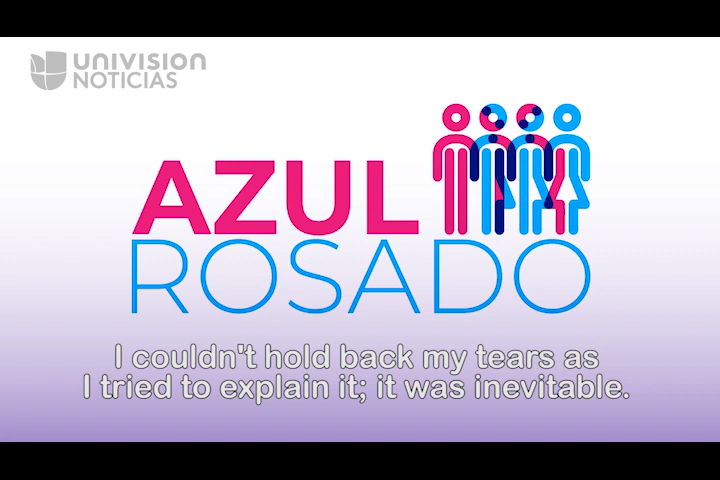 UNIVISION
NOTICIAS
AZUL
ROSADO
I couldn't hold back my tears as
I tried to explain it; it was inevitable.